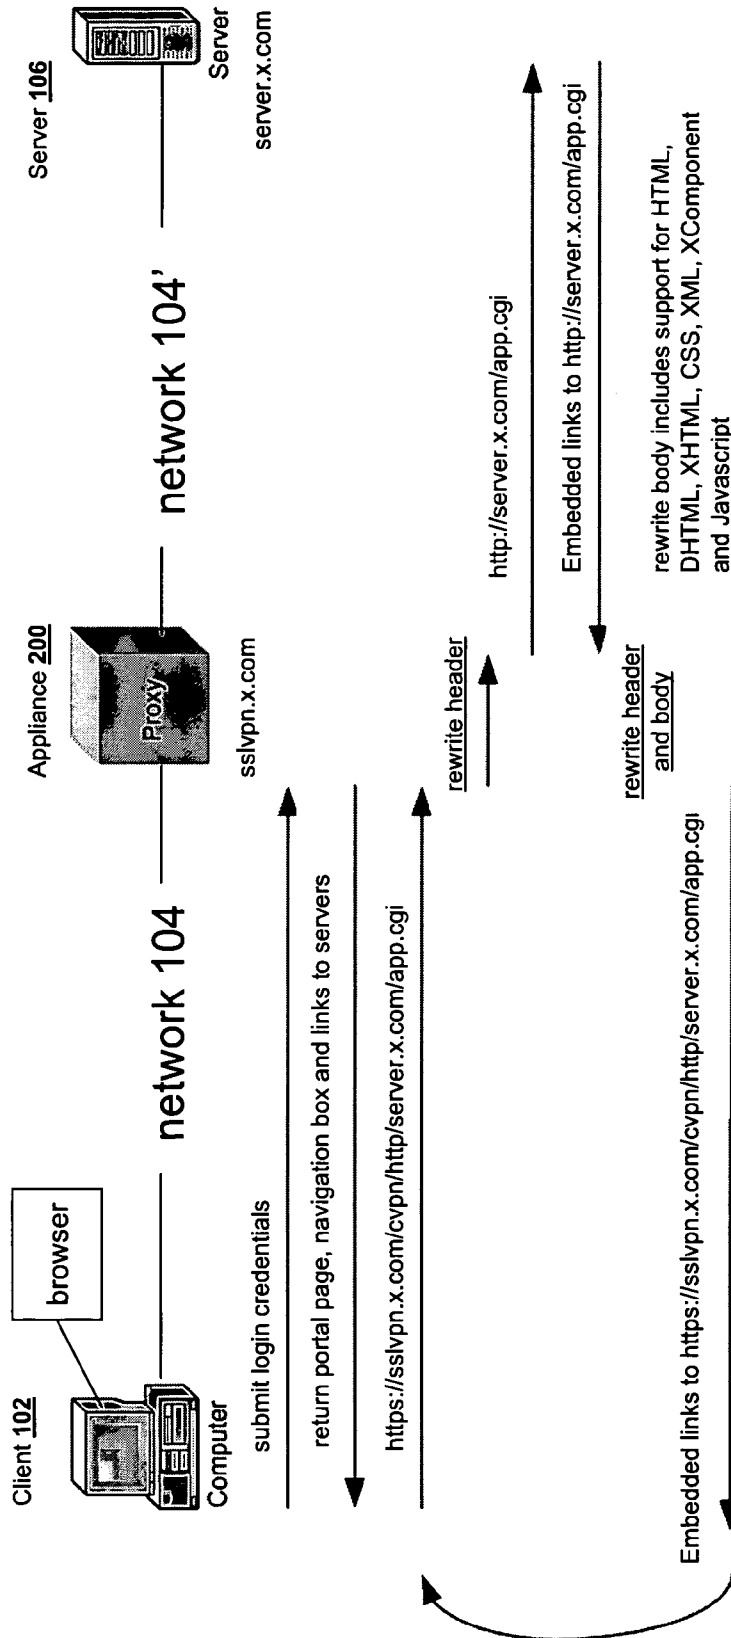 Client 102
browser
Computer
network 104
Appliance 200
Proxy
sslvpn.x.com
network 104'
Server 106
Server
server.x.com
submit login credentials
return portal page, navigation box and links to servers
https://sslvpn.x.com/cvpn/http/server.x.com/app.cgi
rewrite header
http://server.x.com/app.cgi
Embedded links to http://server.x.com/app.cgi
rewrite header
and body
rewrite body includes support for HTML,
DHTML, XHTML, CSS, XML, XComponent
and Javascript
Embedded links to https://sslvpn.x.com/cvpn/http/server.x.com/app.cgi